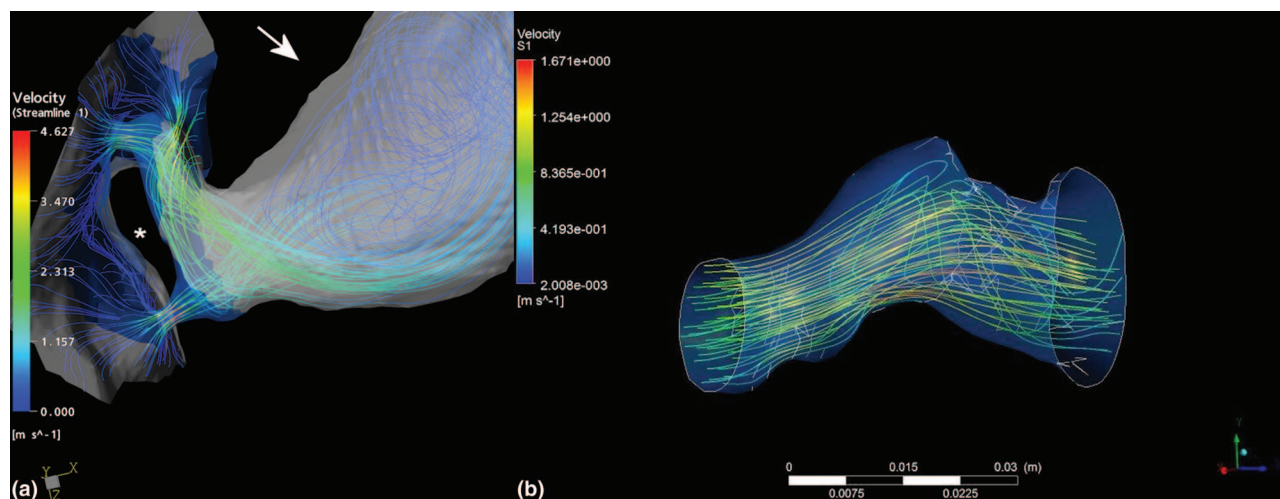 Velocity
(Streamline 1)
4.627
3.470
2.313
1.157
0.000
[m s^-1]
*
Y
X
Z
(a)
Velocity
S1
1.671e+000
1.254e+000
8.365e-001
4.193e-001
2.008e-003
[m s^-1]
(b)
0
0.015
0.03 (m)
0.0075
0.0225
Y